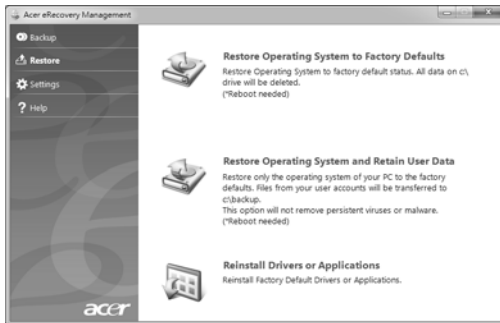 Acer eRecovery Management
Backup
Restore
Settings
Help
Restore Operating System to Factory Defaults
Restore Operating System to factory default status. All data on c:\
drive will be deleted.
(*Reboot needed)
Restore Operating System and Retain User Data
Restore only the operating system of your PC to the factory
defaults. Files from your user accounts will be transferred to
c:\backup.
This option will not remove persistent viruses or malware.
(*Reboot needed)
Reinstall Drivers or Applications
Reinstall Factory Default Drivers or Applications.
acer